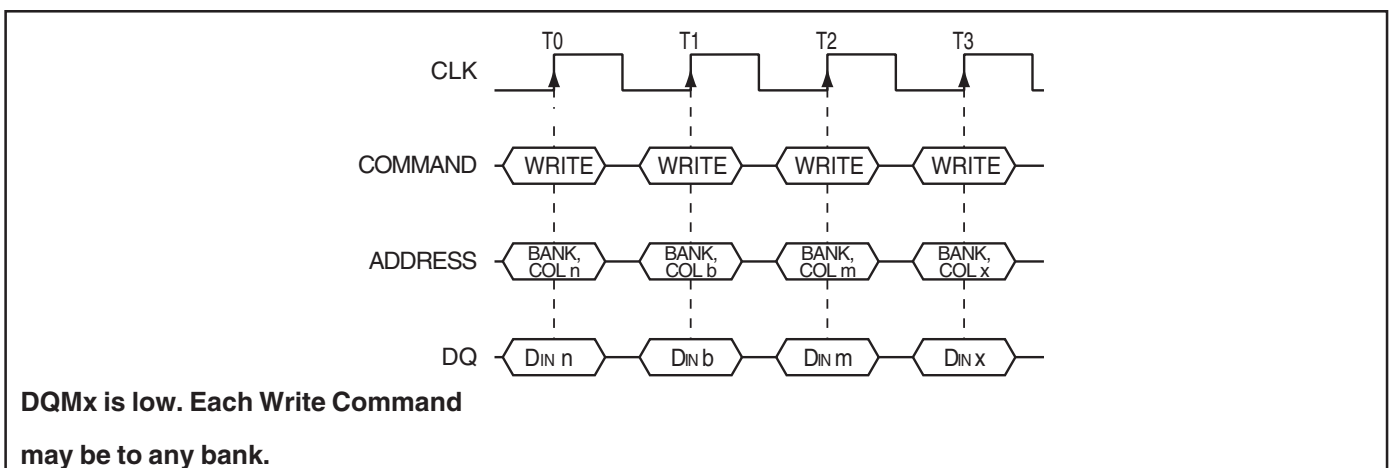 T0 T1 T2 T3
CLK
COMMAND WRITE WRITE WRITE WRITE
ADDRESS BANK, BANK, BANK, BANK,
COL n COL b COL m COL x
DQ DIN n DIN b DIN m DIN x
DQMx is low. Each Write Command
may be to any bank.